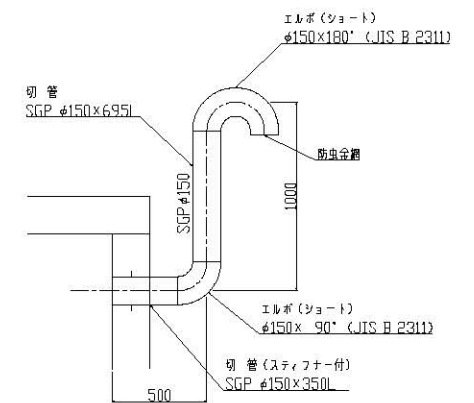 エルボ(ショート)
φ150×180° (JIS B 2311)
切 管
SGP φ150×695L
防虫金網
SGPφ150
1000
エルボ(ショート)
φ150× 90° (JIS B 2311)
切 管(スティフナー付)
SGP φ150×350L
500